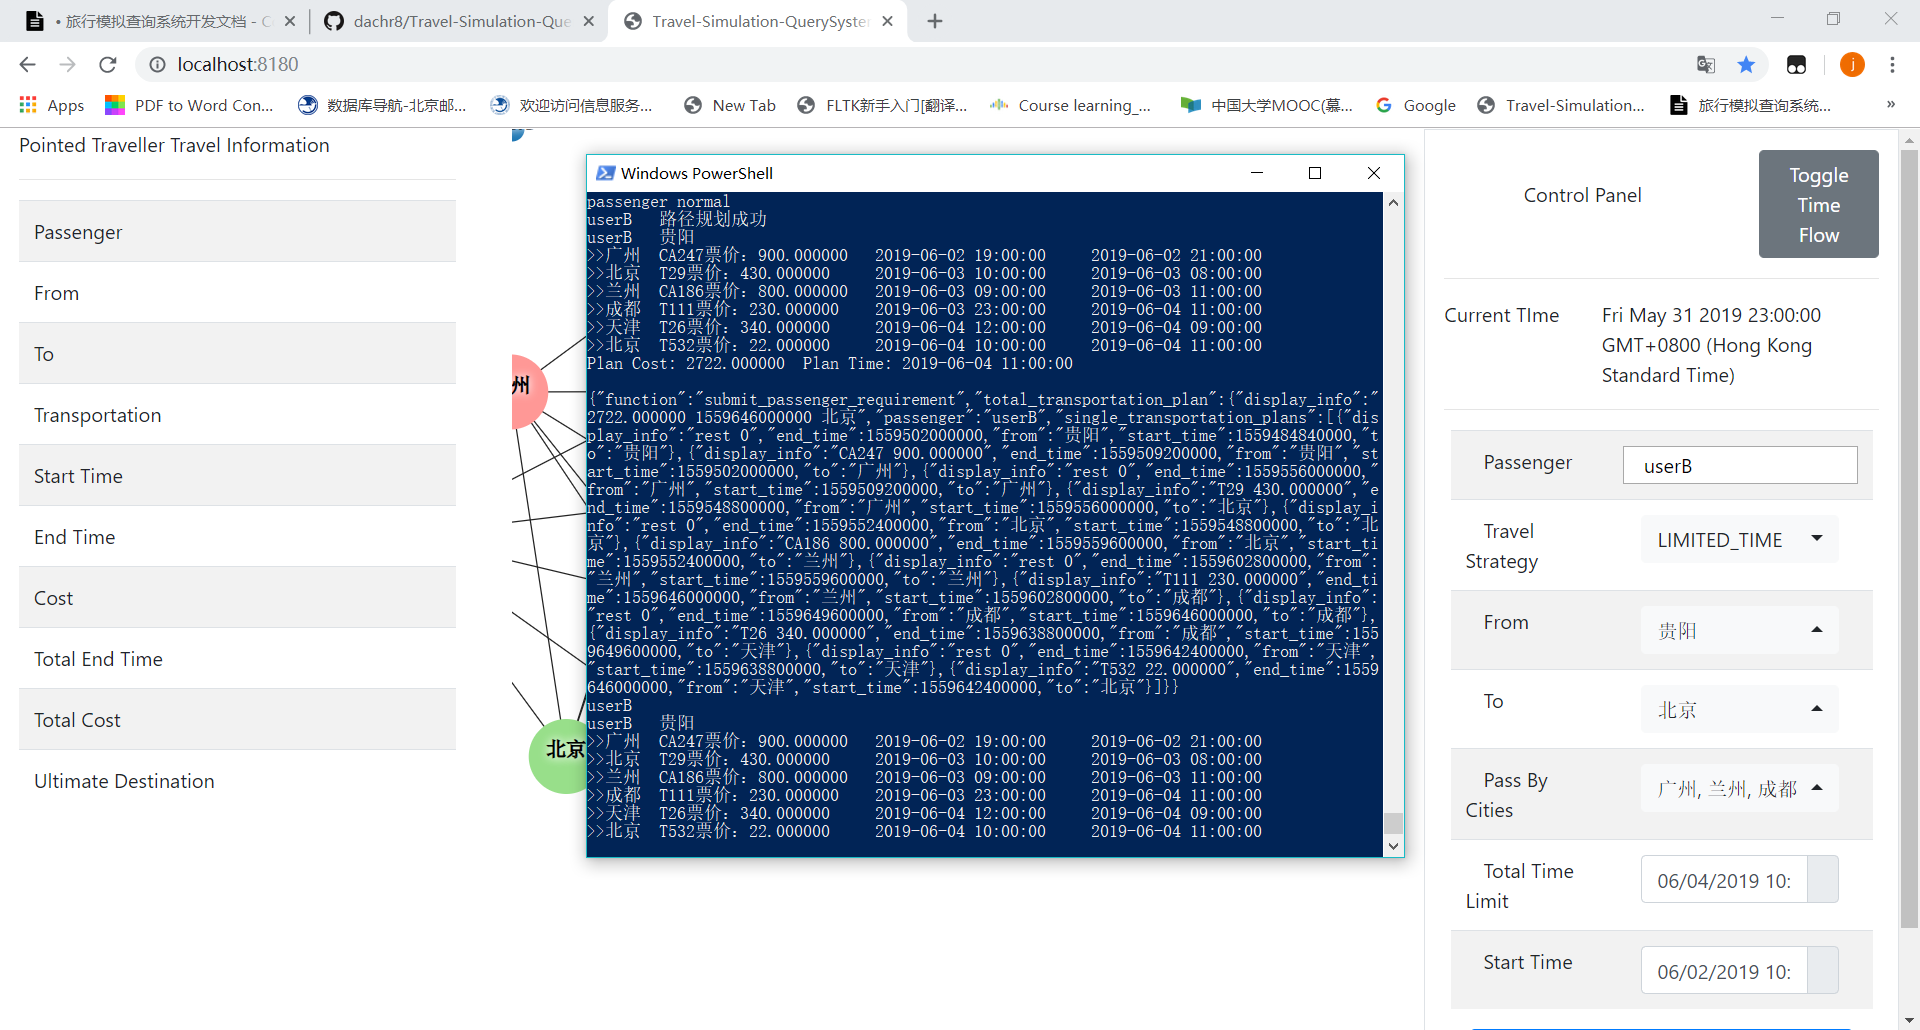 • 旅行模拟查询系统开发文档 - C
dachr8/Travel-Simulation-Que
Travel-Simulation-QuerySystem
localhost:8180
Apps
PDF to Word Con...
数据库导航-北京邮...
欢迎访问信息服务...
New Tab
FLTK新手入门[翻译...
Course learning_...
中国大学MOOC(慕...
Google
Travel-Simulation...
旅行模拟查询系统...
»
Pointed Traveller Travel Information
Passenger
From
To
Transportation
Start Time
End Time
Cost
Total End Time
Total Cost
Ultimate Destination
州
北京
Windows PowerShell
passenger normal
userB 路径规划成功
userB 贵阳
>>广州 CA247票价: 900.000000 2019-06-02 19:00:00 2019-06-02 21:00:00
>>北京 T29票价: 430.000000 2019-06-03 10:00:00 2019-06-03 08:00:00
>>兰州 CA186票价: 800.000000 2019-06-03 09:00:00 2019-06-03 11:00:00
>>成都 T111票价: 230.000000 2019-06-03 23:00:00 2019-06-04 11:00:00
>>天津 T26票价: 340.000000 2019-06-04 12:00:00 2019-06-04 09:00:00
>>北京 T532票价: 22.000000 2019-06-04 10:00:00 2019-06-04 11:00:00
Plan Cost: 2722.000000 Plan Time: 2019-06-04 11:00:00
{"function":"submit_passenger_requirement","total_transportation_plan":{"display_info":"
2722.000000 1559646000000 北京","passenger":"userB","single_transportation_plans":[{"dis
play_info":"rest 0","end_time":1559502000000,"from":"贵阳","start_time":1559484840000,"t
o":"贵阳"},{"display_info":"CA247 900.000000","end_time":1559509200000,"from":"贵阳","st
art_time":1559502000000,"to":"广州"},{"display_info":"rest 0","end_time":1559556000000,"
from":"广州","start_time":1559509200000,"to":"广州"},{"display_info":"T29 430.000000","e
nd_time":1559548800000,"from":"广州","start_time":1559556000000,"to":"北京"},{"display_i
nfo":"rest 0","end_time":1559552400000,"from":"北京","start_time":1559548800000,"to":"北
京"},{"display_info":"CA186 800.000000","end_time":1559559600000,"from":"北京","start_ti
me":1559552400000,"to":"兰州"},{"display_info":"rest 0","end_time":1559602800000,"from":
"兰州","start_time":1559559600000,"to":"兰州"},{"display_info":"T111 230.000000","end_ti
me":1559646000000,"from":"兰州","start_time":1559602800000,"to":"成都"},{"display_info":
"rest 0","end_time":1559649600000,"from":"成都","start_time":1559646000000,"to":"成都"},
{"display_info":"T26 340.000000","end_time":1559638800000,"from":"成都","start_time":155
9649600000,"to":"天津"},{"display_info":"rest 0","end_time":1559642400000,"from":"天津",
"start_time":1559638800000,"to":"天津"},{"display_info":"T532 22.000000","end_time":1559
646000000,"from":"天津","start_time":1559642400000,"to":"北京"}]}}
userB
userB 贵阳
>>广州 CA247票价: 900.000000 2019-06-02 19:00:00 2019-06-02 21:00:00
>>北京 T29票价: 430.000000 2019-06-03 10:00:00 2019-06-03 08:00:00
>>兰州 CA186票价: 800.000000 2019-06-03 09:00:00 2019-06-03 11:00:00
>>成都 T111票价: 230.000000 2019-06-03 23:00:00 2019-06-04 11:00:00
>>天津 T26票价: 340.000000 2019-06-04 12:00:00 2019-06-04 09:00:00
>>北京 T532票价: 22.000000 2019-06-04 10:00:00 2019-06-04 11:00:00
Control Panel
Toggle
Time
Flow
Current TIme
Fri May 31 2019 23:00:00
GMT+0800 (Hong Kong
Standard Time)
Passenger
userB
Travel
Strategy
LIMITED_TIME
From
贵阳
To
北京
Pass By
Cities
广州, 兰州, 成都
Total Time
Limit
06/04/2019 10:
Start Time
06/02/2019 10: